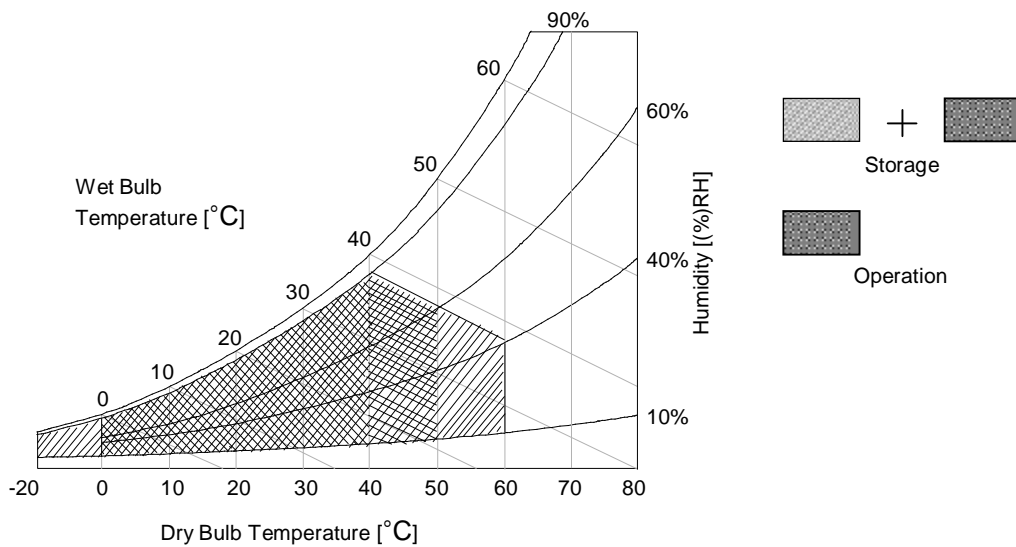 90%
60
60%
50
Wet Bulb
Temperature [°C]
40
40%
30
20
10
0
10%
Humidity [(%)RH]
-20 0 10 20 30 40 50 60 70 80
Dry Bulb Temperature [°C]
+
Storage
Operation